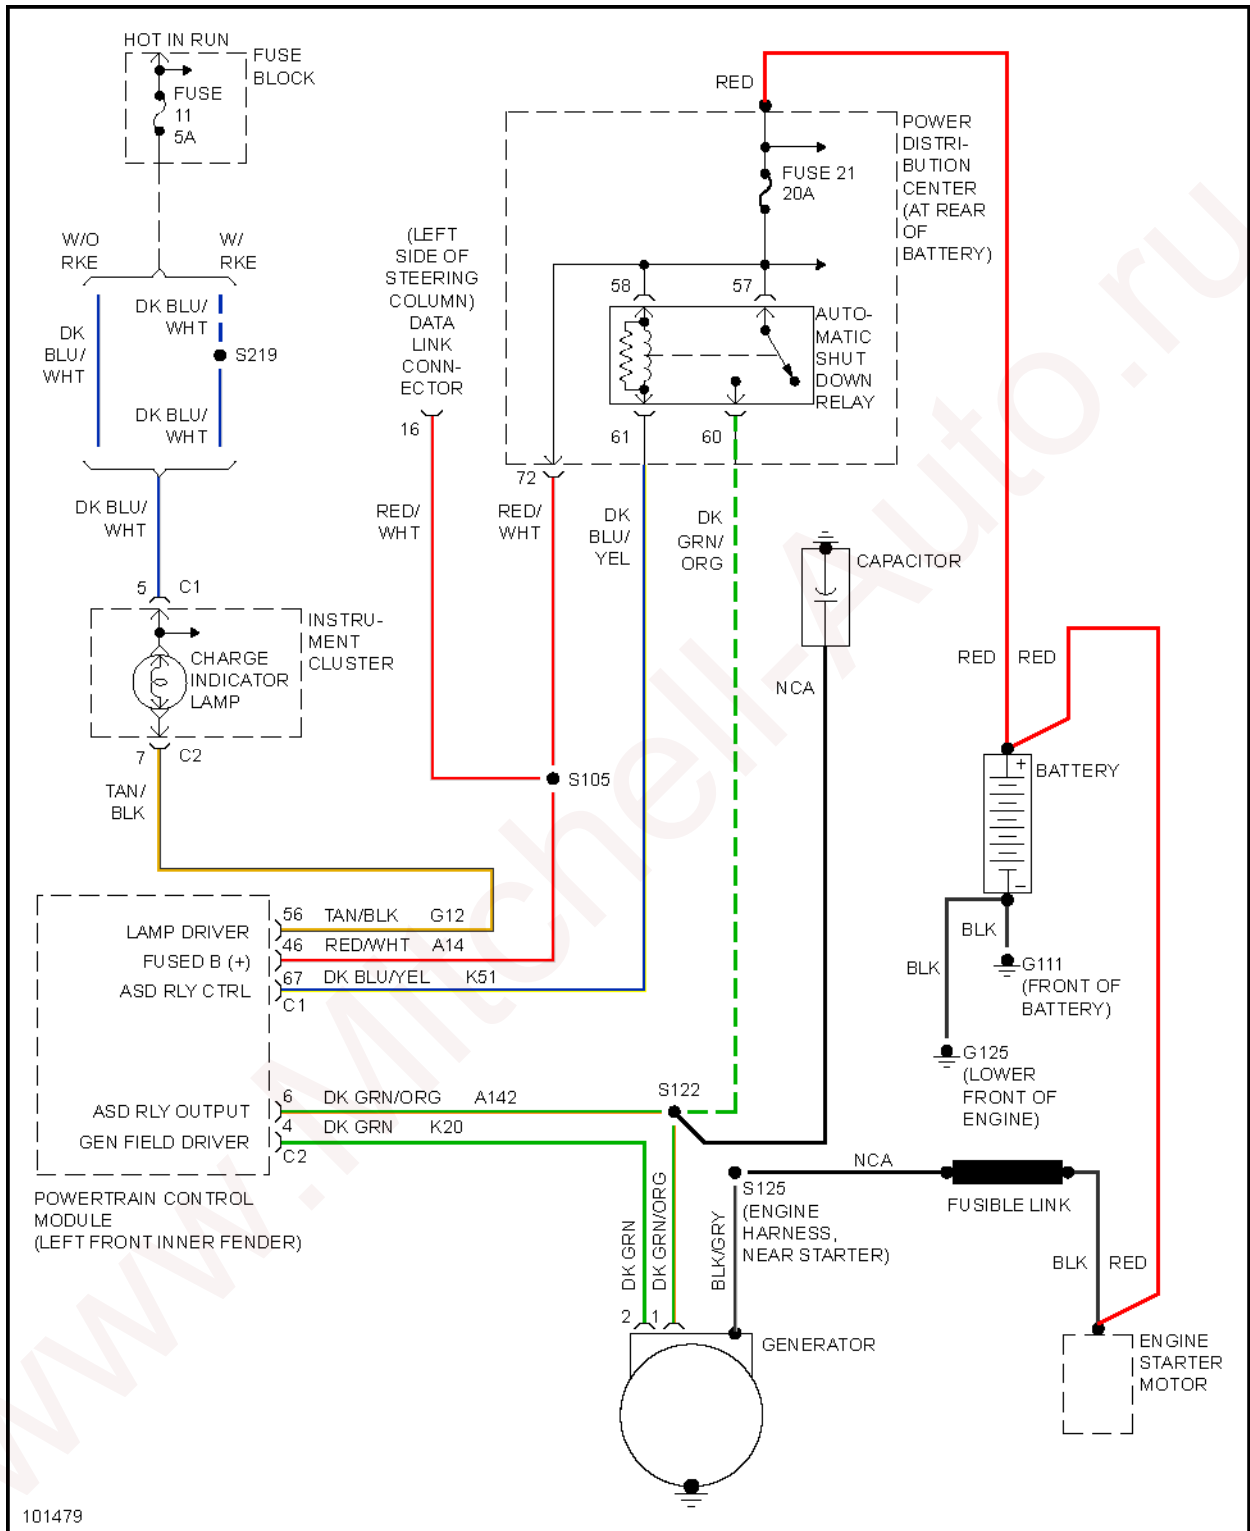 HOT IN RUN
FUSE
BLOCK
FUSE
11
5A
W/O
RKE
W/
RKE
DK BLU/
WHT
DK
BLU/
WHT
S219
DK BLU/
WHT
DK BLU/
WHT
5
C1
INSTRU-
MENT
CLUSTER
CHARGE
INDICATOR
LAMP
7
C2
TAN/
BLK
(LEFT
SIDE OF
STEERING
COLUMN)
DATA
LINK
CONN-
ECTOR
16
RED/
WHT
RED
POWER
DISTRI-
BUTION
CENTER
(AT REAR
OF
BATTERY)
FUSE 21
20A
58
57
AUTO-
MATIC
SHUT
DOWN
RELAY
61
60
72
RED/
WHT
DK
BLU/
YEL
DK
GRN/
ORG
CAPACITOR
NCA
RED
RED
S105
+
BATTERY
-
BLK
BLK
G111
(FRONT OF
BATTERY)
G125
(LOWER
FRONT OF
ENGINE)
LAMP DRIVER
56
TAN/BLK
G12
FUSED B (+)
46
RED/WHT
A14
ASD RLY CTRL
67
DK BLU/YEL
K51
C1
ASD RLY OUTPUT
6
DK GRN/ORG
A142
GEN FIELD DRIVER
4
DK GRN
K20
C2
POWERTRAIN CONTROL
MODULE
(LEFT FRONT INNER FENDER)
S122
NCA
FUSIBLE LINK
S125
(ENGINE
HARNESS,
NEAR STARTER)
DK GRN
DK GRN/ORG
BLK/GRY
BLK
RED
2
1
GENERATOR
ENGINE
STARTER
MOTOR
101479
www.Mitchell-Auto.ru